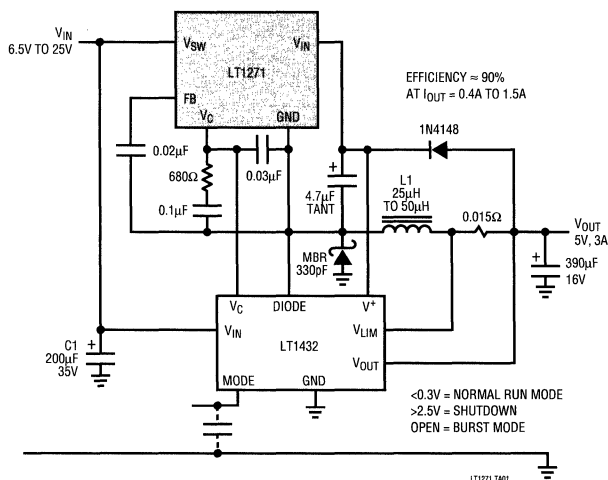 VIN
6.5V TO 25V
VSW
VIN
LT1271
FB
VC
GND
EFFICIENCY ≈ 90%
AT IOUT = 0.4A TO 1.5A
1N4148
0.02µF
680Ω
0.03µF
0.1µF
+
4.7µF
TANT
L1
25µH
TO 50µH
0.015Ω
VOUT
5V, 3A
MBR
330pF
+
390µF
16V
VC
DIODE
V+
VIN
LT1432
VLIM
VOUT
C1
200µF
35V
+
MODE
GND
<0.3V = NORMAL RUN MODE
>2.5V = SHUTDOWN
OPEN = BURST MODE
LT1271 TA01